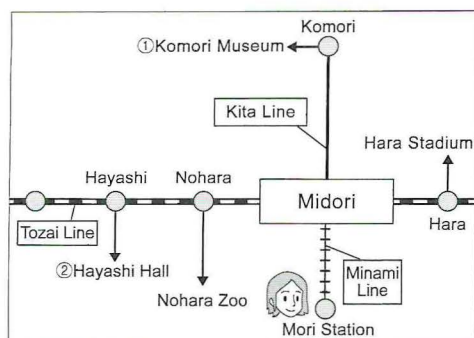 Komori
①Komori Museum
Kita Line
Hara Stadium
Hayashi
Nohara
Midori
Tozai Line
Hara
②Hayashi Hall
Minami
Line
Nohara Zoo
Mori Station